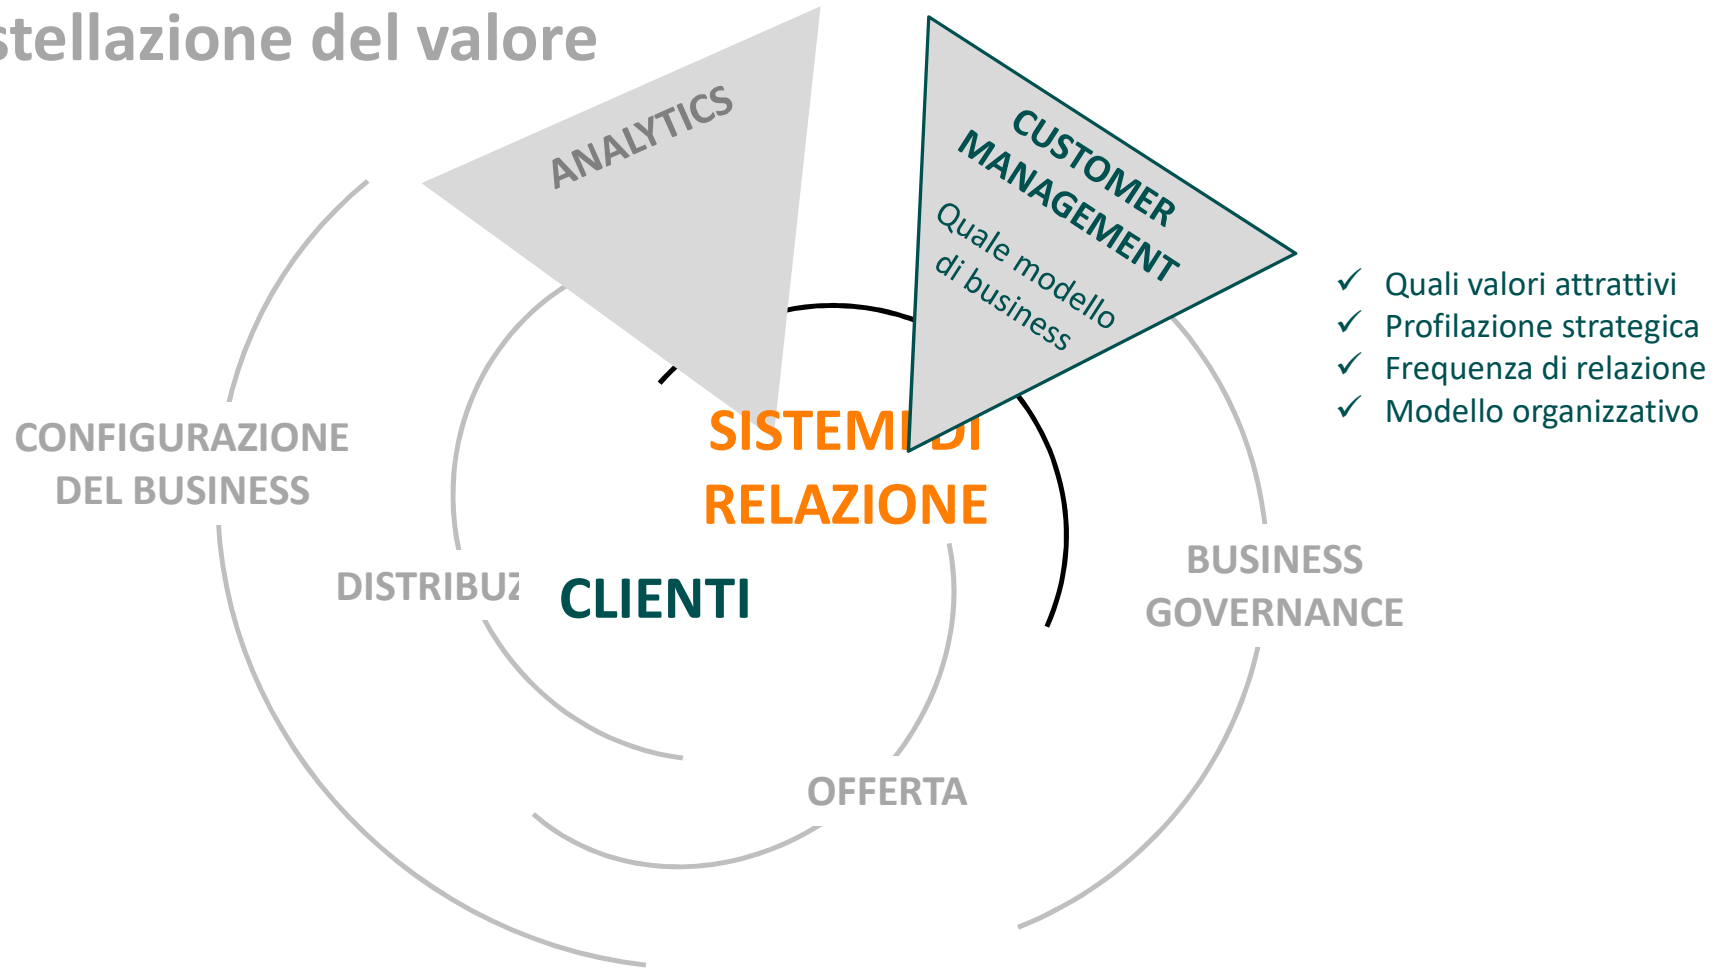 stellazione del valore
ANALYTICS
CUSTOMER
MANAGEMENT
Quale modello
di business
✓ Quali valori attrattivi
✓ Profilazione strategica
✓ Frequenza di relazione
✓ Modello organizzativo
SISTEMI DI
RELAZIONE
CONFIGURAZIONE
DEL BUSINESS
DISTRIBUZ
CLIENTI
BUSINESS
GOVERNANCE
OFFERTA